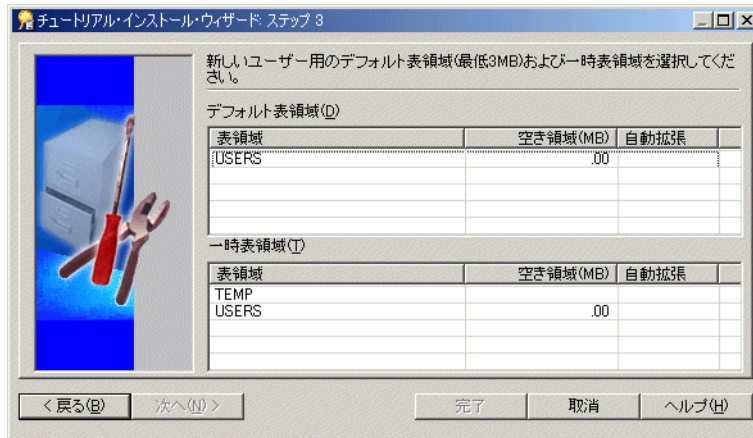 チュートリアル・インストール・ウィザード: ステップ 3
新しいユーザー用のデフォルト表領域(最低3MB)および一時表領域を選択してくだ
さい。
デフォルト表領域(D)
表領域 空き領域(MB) 自動拡張
USERS .00
一時表領域(T)
表領域 空き領域(MB) 自動拡張
TEMP
USERS .00
< 戻る(B) 次へ(N) > 完了 取消 ヘルプ(H)